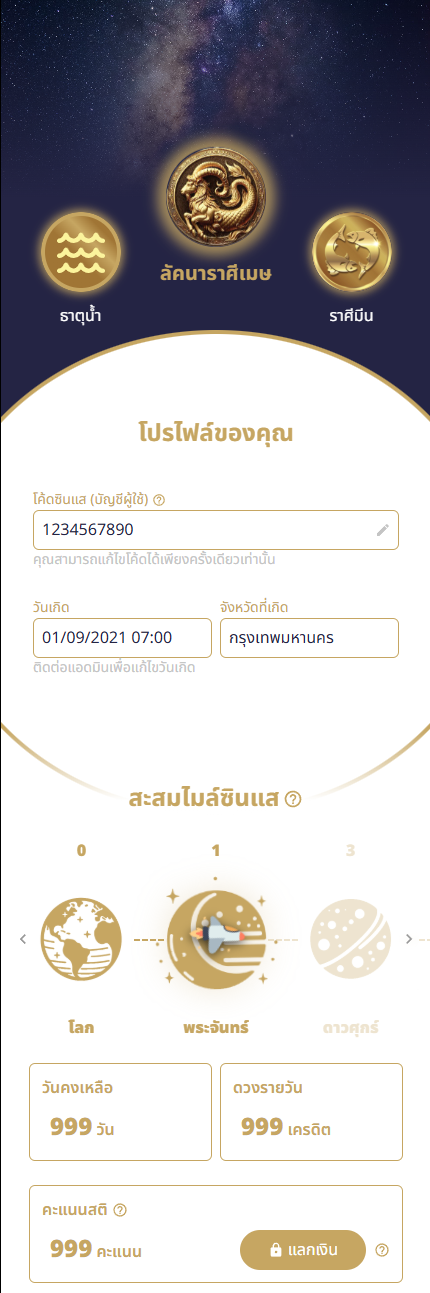 ลัคนาราศีเมษ
ธาตุน้ำ
ราศีมีน
โปรไฟล์ของคุณ
โค้ดซินแส (บัญชีผู้ใช้)
1234567890
คุณสามารถแก้ไขโค้ดได้เพียงครั้งเดียวเท่านั้น
วันเกิด
จังหวัดที่เกิด
01/09/2021 07:00
กรุงเทพมหานคร
ติดต่อแอดมินเพื่อแก้ไขวันเกิด
สะสมไมล์ซินแส
0
1
3
โลก
พระจันทร์
ดาวศุกร์
วันคงเหลือ
ดวงรายวัน
999 วัน
999 เครดิต
คะแนนสติ
999 คะแนน
แลกเงิน